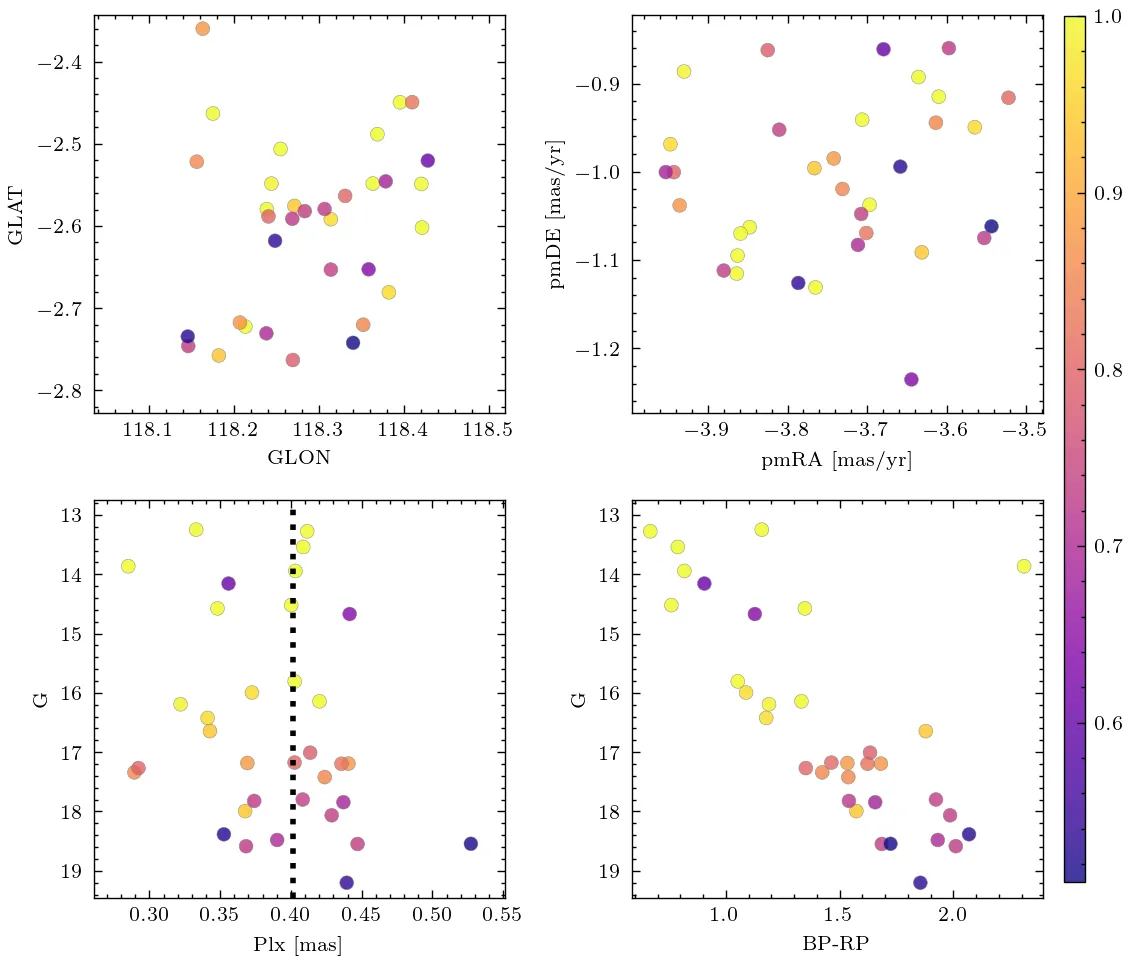 GLAT
−2.4
−2.5
−2.6
−2.7
−2.8
118.1 118.2 118.3 118.4 118.5
GLON
pmDE [mas/yr]
−0.9
−1.0
−1.1
−1.2
−3.9 −3.8 −3.7 −3.6 −3.5
pmRA [mas/yr]
1.0
0.9
0.8
0.7
0.6
G
13
14
15
16
17
18
19
0.30 0.35 0.40 0.45 0.50 0.55
Plx [mas]
G
13
14
15
16
17
18
19
1.0 1.5 2.0
BP-RP